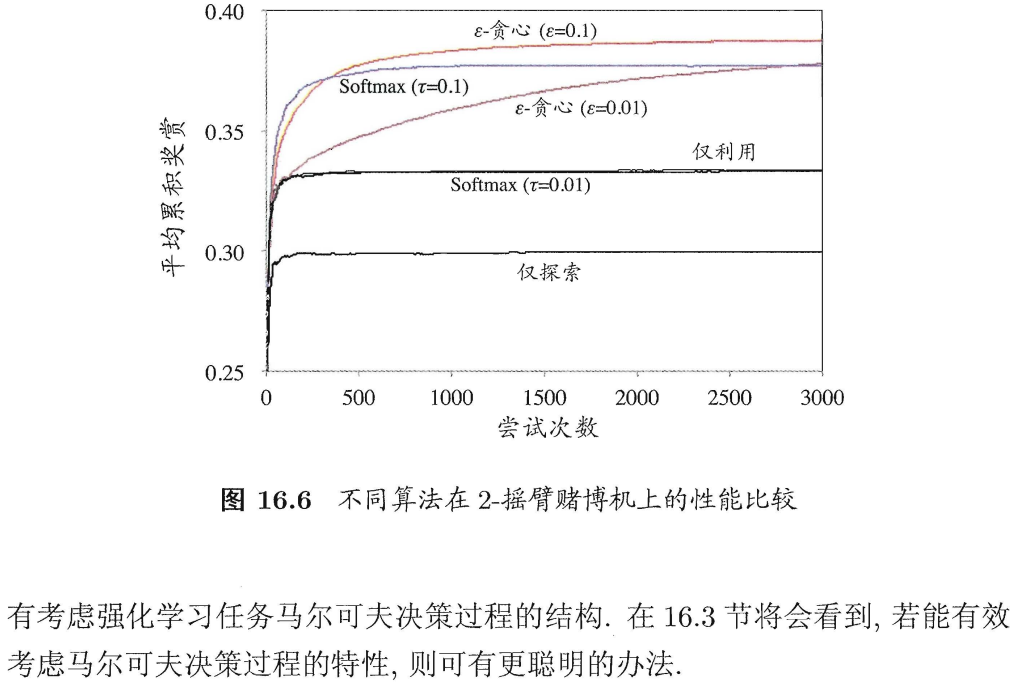 0.40
ε-贪心 (ε=0.1)
Softmax (τ=0.1)
ε-贪心 (ε=0.01)
0.35
仅利用
Softmax (τ=0.01)
0.30
仅探索
0.25
平均累积奖赏
0 500 1000 1500 2000 2500 3000
尝试次数
图 16.6 不同算法在 2-摇臂赌博机上的性能比较
有考虑强化学习任务马尔可夫决策过程的结构. 在 16.3 节将会看到, 若能有效
考虑马尔可夫决策过程的特性, 则可有更聪明的办法.